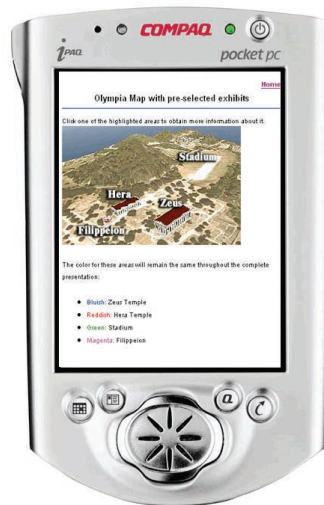 COMPAQ
iPAQ
pocket pc
Home
Olympia Map with pre-selected exhibits
Click one of the highlighted areas to obtain more information about it.
Stadium
Hera
Zeus
Filippeion
The color for these areas will remain the same throughout the complete
presentation:
Bluish: Zeus Temple
Reddish: Hera Temple
Green: Stadium
Magenta: Filippeion